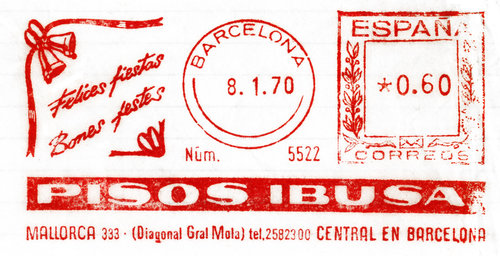 Felices fiestas
Bones festes
BARCELONA
8.1.70
Núm. 5522
ESPAÑA
*0.60
CORREOS
PISOS IBUSA
MALLORCA 333 - (Diagonal Gral Mola) tel. 2582300 CENTRAL EN BARCELONA